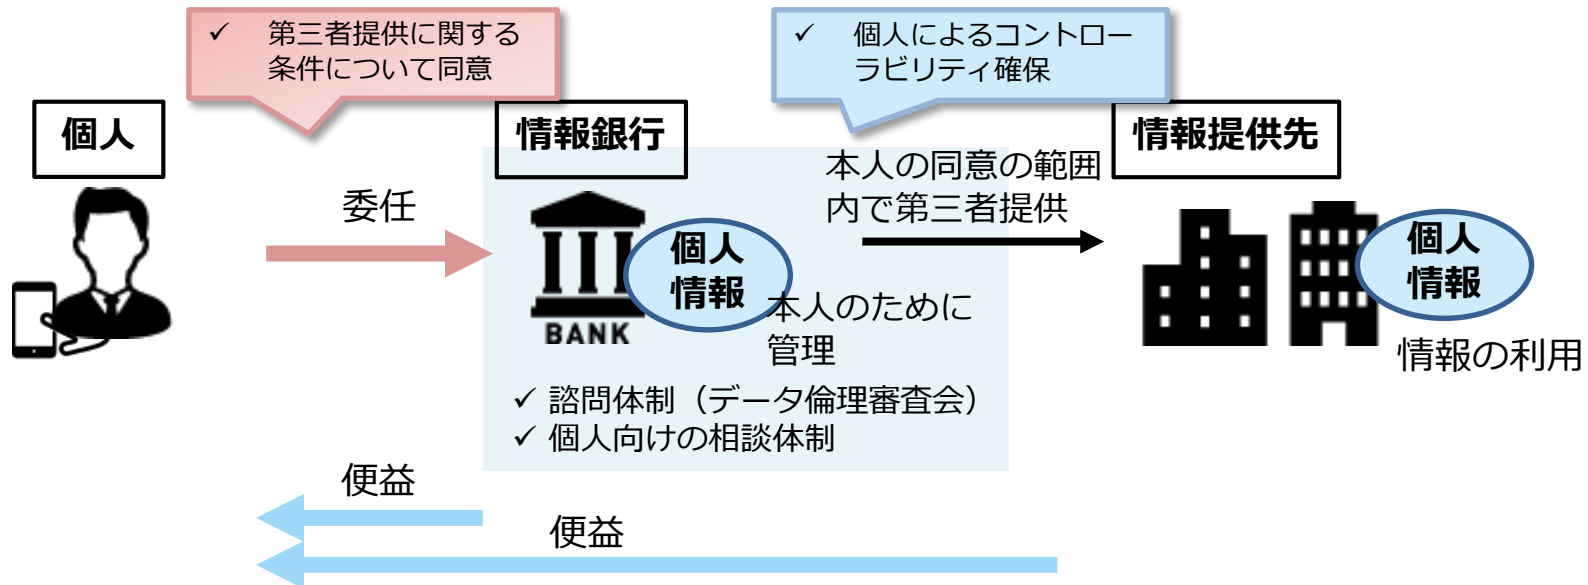 ✓ 第三者提供に関する
条件について同意
✓ 個人によるコントロー
ラビリティ確保
個人
情報銀行
情報提供先
委任
本人の同意の範囲
内で第三者提供
個人
情報
BANK
本人のために
管理
個人
情報
情報の利用
✓ 諮問体制（データ倫理審査会）
✓ 個人向けの相談体制
便益
便益